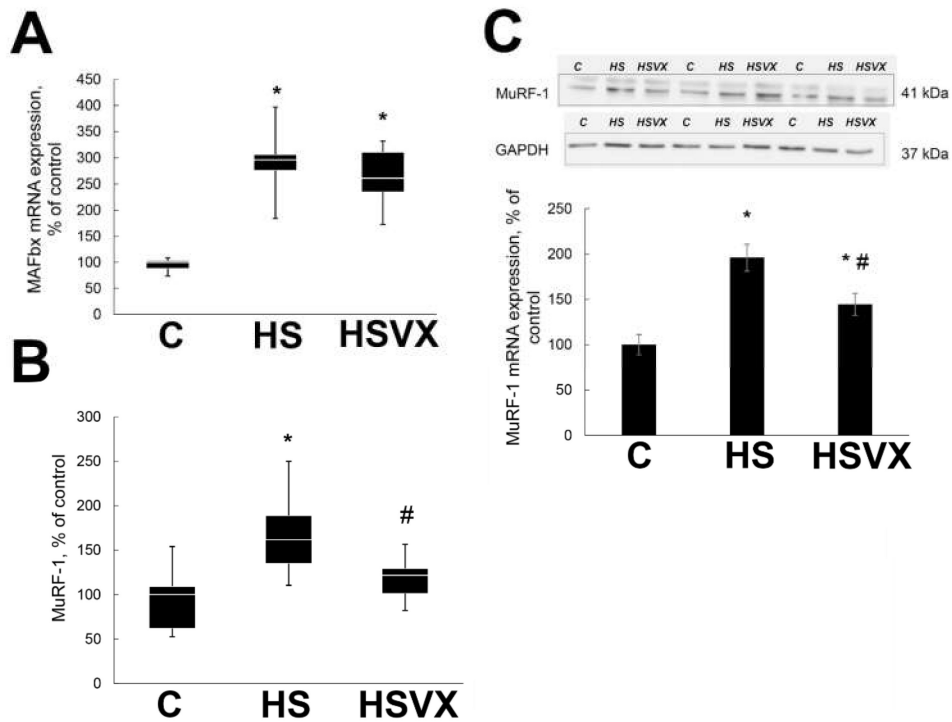 A
MAFbx mRNA expression,
% of control
450
400
350
300
250
200
150
100
50
0
*
*
C HS HSVX
B
MuRF-1, % of control
300
250
200
150
100
50
0
*
#
C HS HSVX
C
C HS HSVX C HS HSVX C HS HSVX
MuRF-1
41 kDa
C HS HSVX C HS HSVX C HS HSVX
GAPDH
37 kDa
MuRF-1 mRNA expression, % of
control
250
200
150
100
50
0
*
* #
C HS HSVX